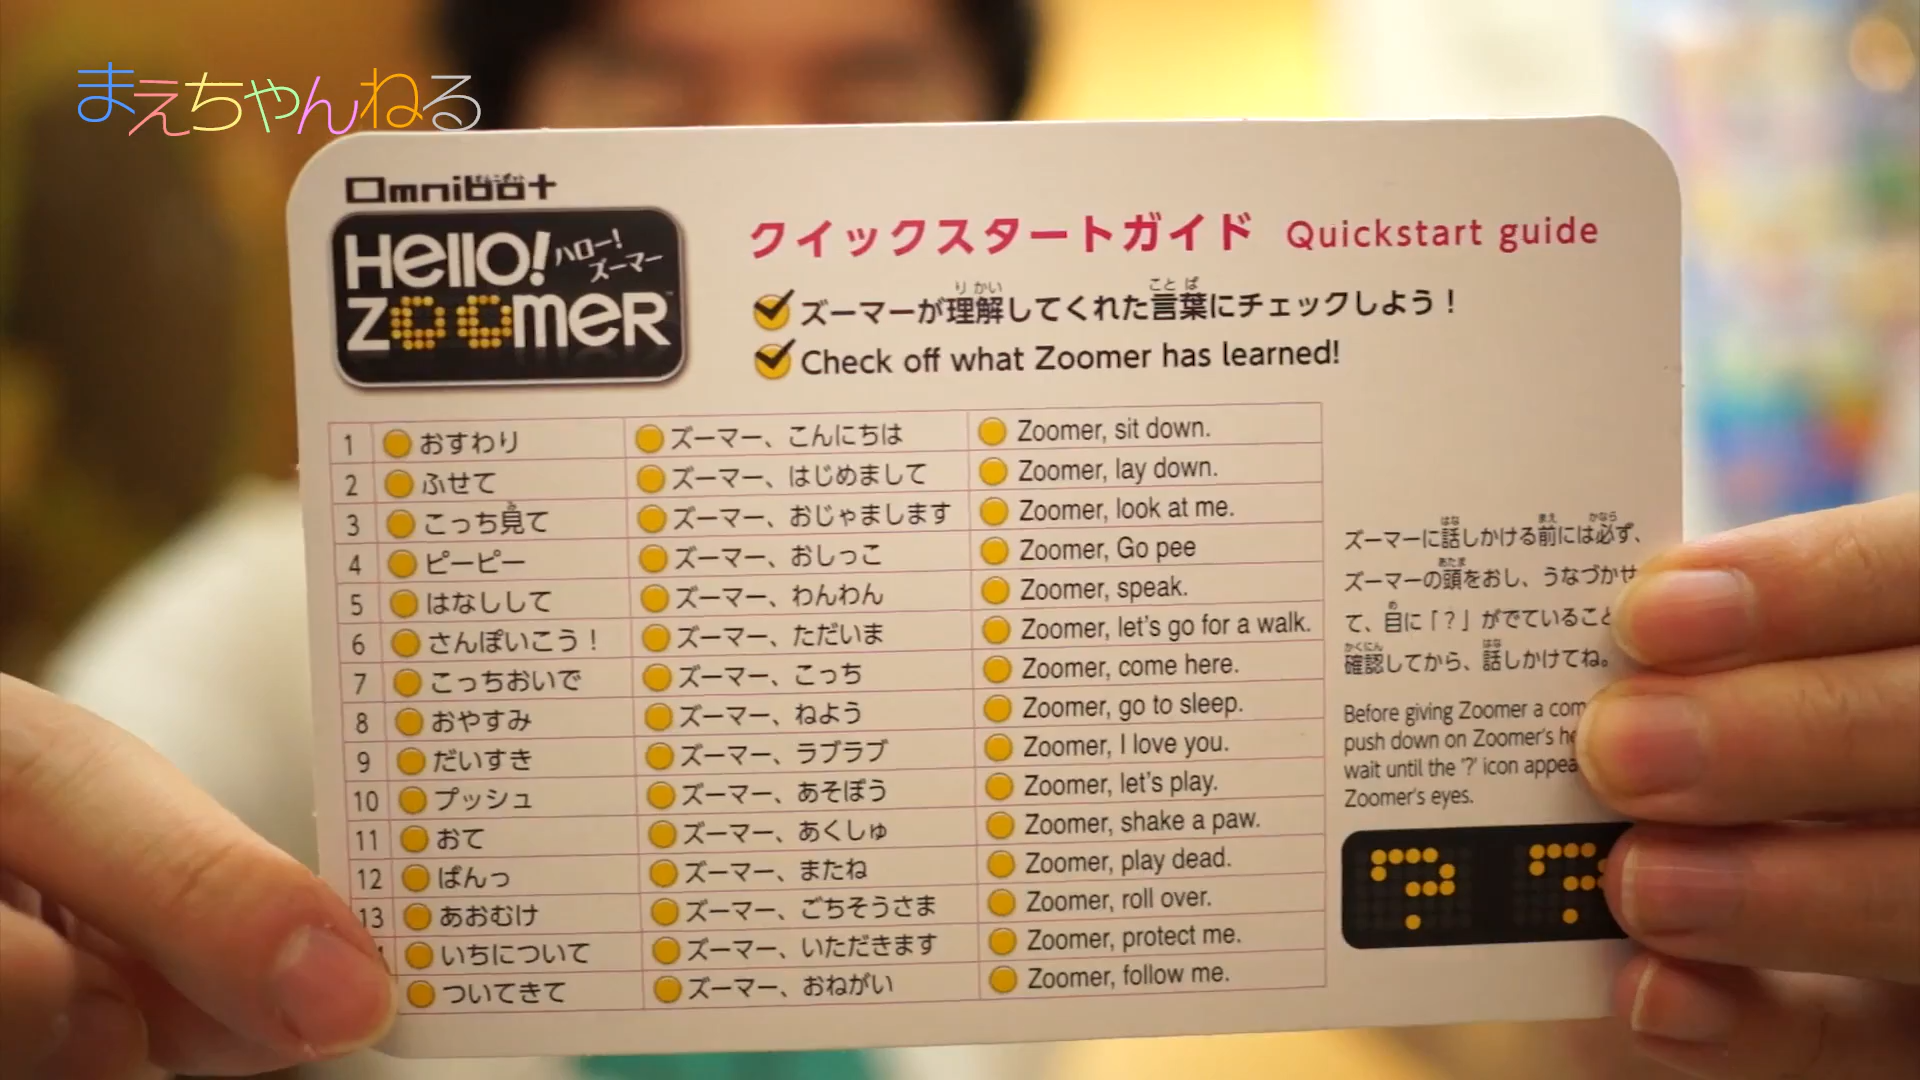 まえちゃんねる
Omnibot
Hello! ハロー!
ズーマー
ZOOMER
クイックスタートガイド Quickstart guide
ズーマーが理解してくれた言葉にチェックしよう！
Check off what Zoomer has learned!
1 おすわり ズーマー、こんにちは Zoomer, sit down.
2 ふせて ズーマー、はじめまして Zoomer, lay down.
3 こっち見て ズーマー、おじゃまします Zoomer, look at me.
4 ピーピー ズーマー、おしっこ Zoomer, Go pee
5 はなしして ズーマー、わんわん Zoomer, speak.
6 さんぽいこう！ ズーマー、ただいま Zoomer, let's go for a walk.
7 こっちおいで ズーマー、こっち Zoomer, come here.
8 おやすみ ズーマー、ねよう Zoomer, go to sleep.
9 だいすき ズーマー、ラブラブ Zoomer, I love you.
10 プッシュ ズーマー、あそぼう Zoomer, let's play.
11 おて ズーマー、あくしゅ Zoomer, shake a paw.
12 ばんっ ズーマー、またね Zoomer, play dead.
13 あおむけ ズーマー、ごちそうさま Zoomer, roll over.
いちについて ズーマー、いただきます Zoomer, protect me.
ついてきて ズーマー、おねがい Zoomer, follow me.
ズーマーに話しかける前には必ず、
ズーマーの頭をおし、うなづかせ
て、目に「？」がでていること
確認してから、話しかけてね。
Before giving Zoomer a com
push down on Zoomer's he
wait until the '?' icon appea
Zoomer's eyes.
? ?